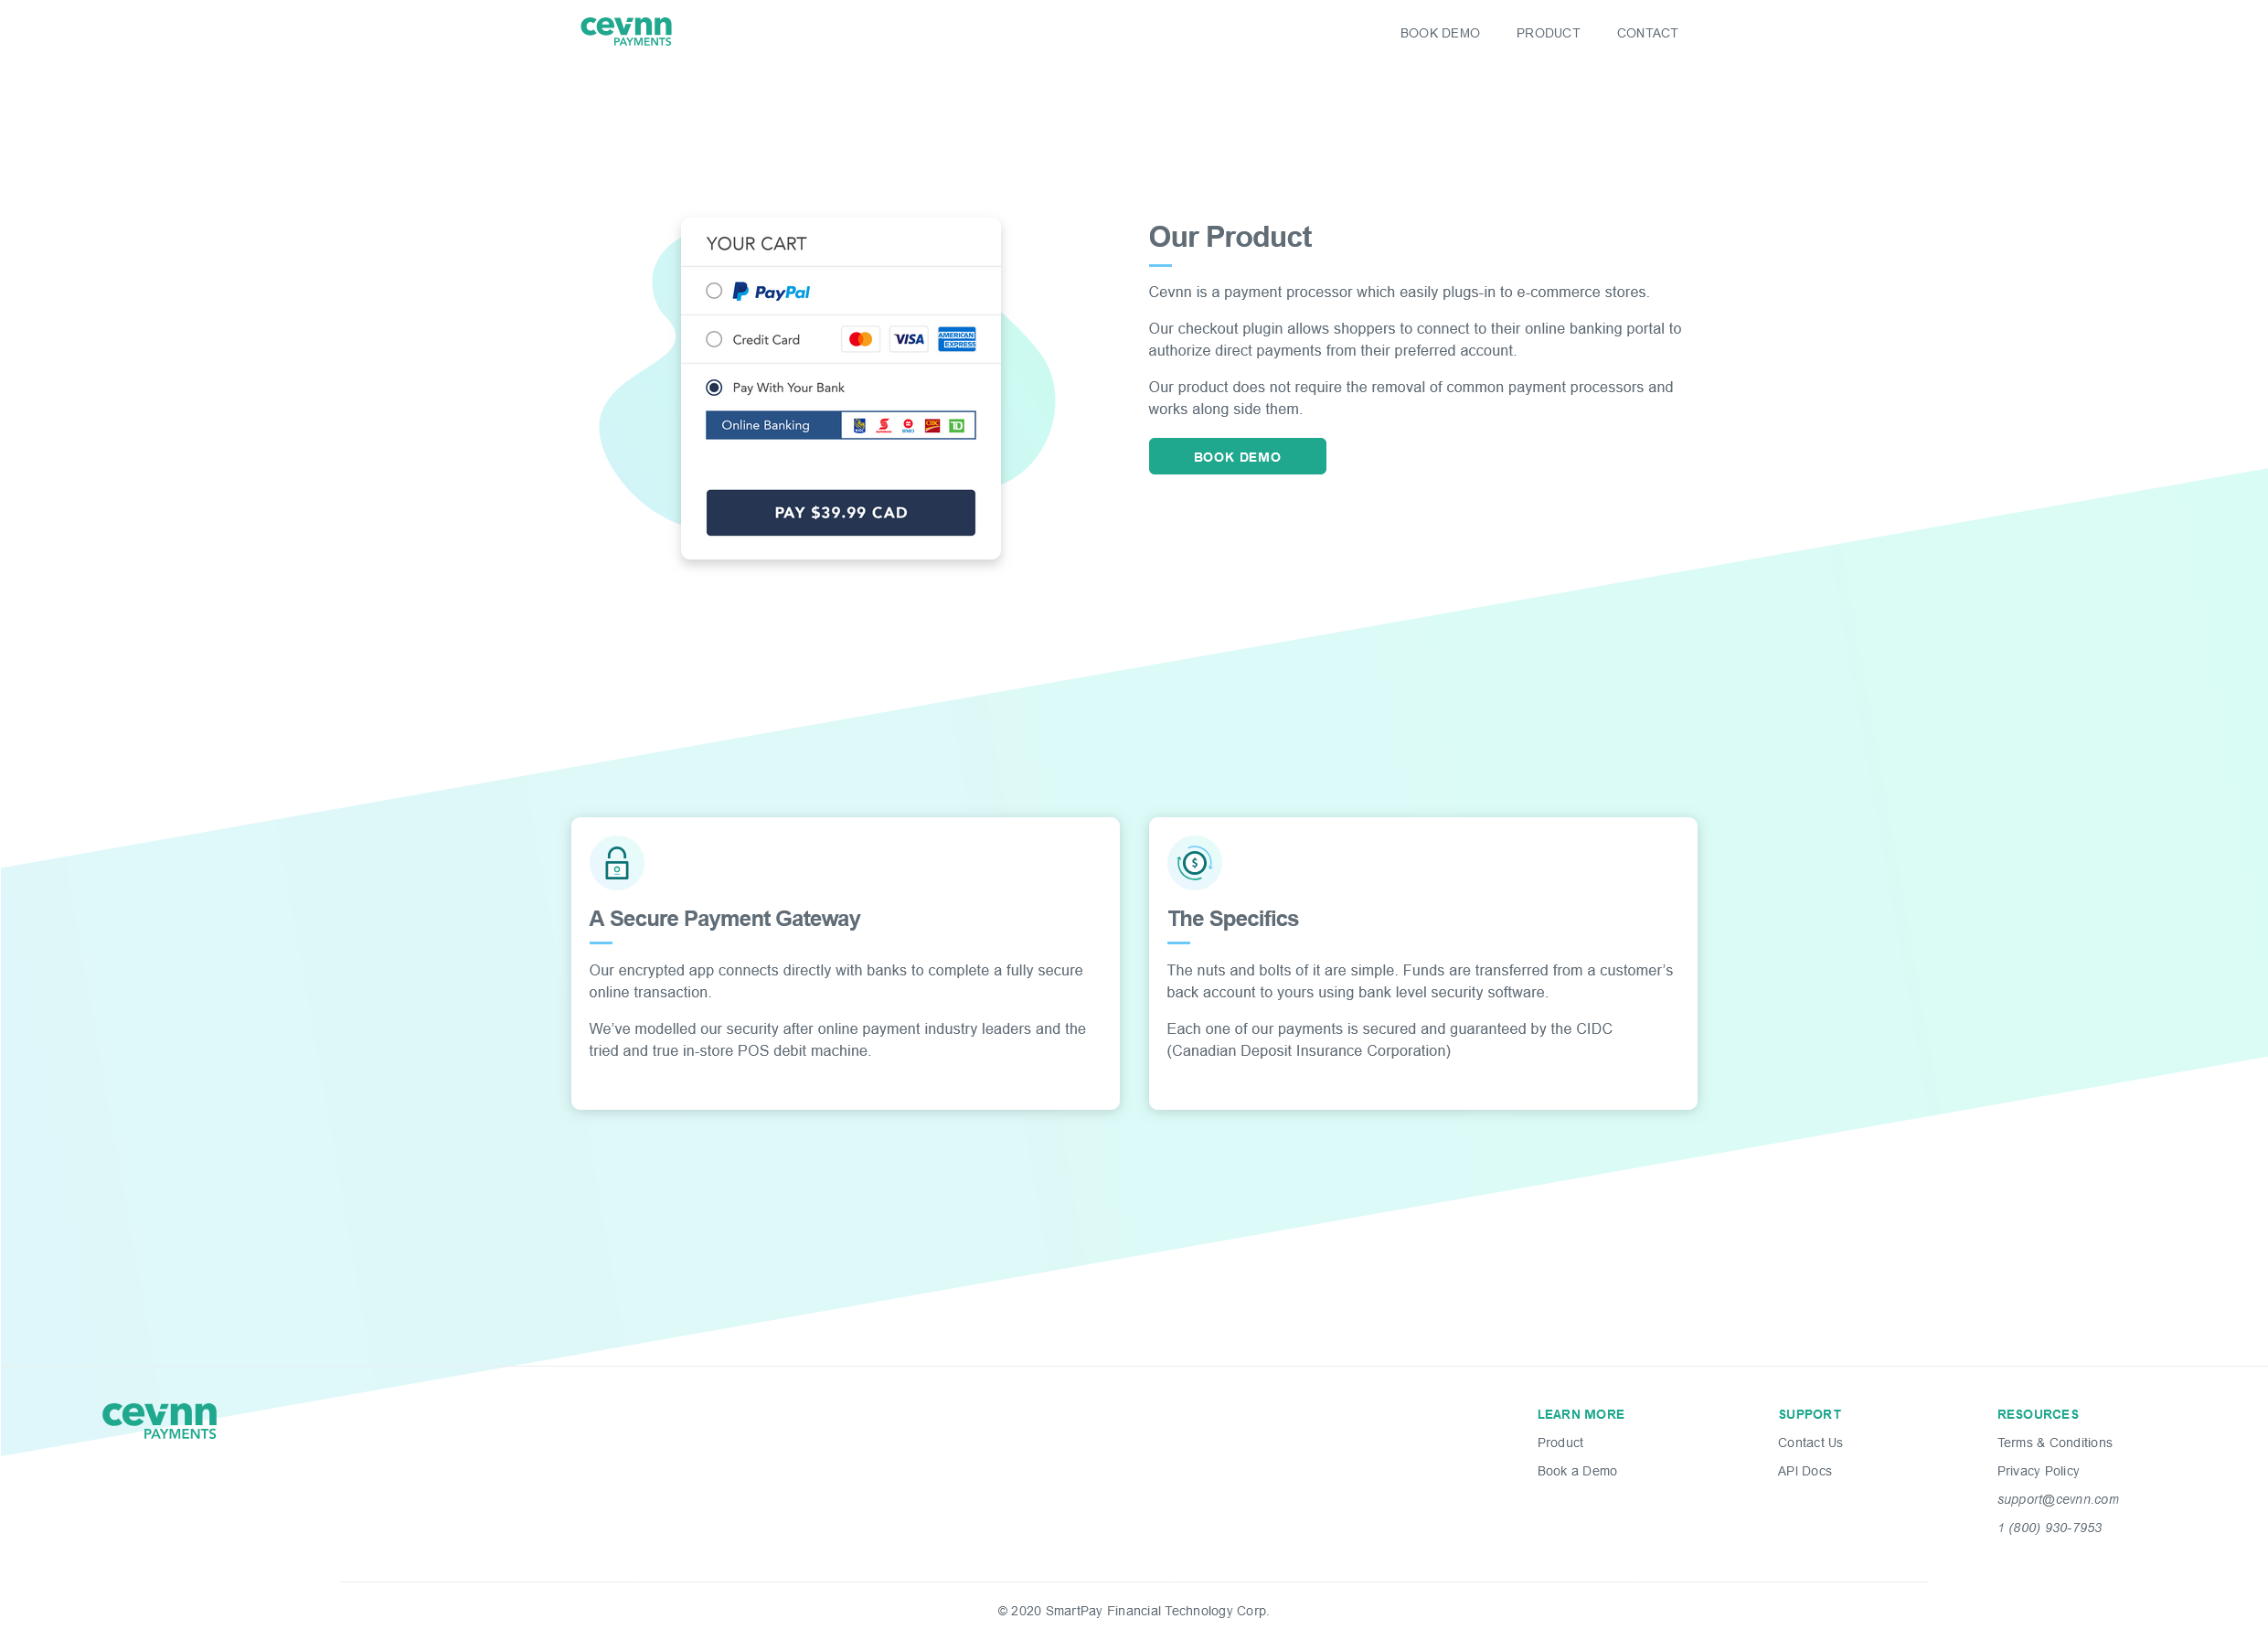 cevnn
PAYMENTS
BOOK DEMO PRODUCT CONTACT
YOUR CART
PayPal
Credit Card VISA AMERICAN EXPRESS
Pay With Your Bank
Online Banking
PAY $39.99 CAD
Our Product
Cevnn is a payment processor which easily plugs-in to e-commerce stores.
Our checkout plugin allows shoppers to connect to their online banking portal to
authorize direct payments from their preferred account.
Our product does not require the removal of common payment processors and
works along side them.
BOOK DEMO
A Secure Payment Gateway
Our encrypted app connects directly with banks to complete a fully secure
online transaction.
We’ve modelled our security after online payment industry leaders and the
tried and true in-store POS debit machine.
The Specifics
The nuts and bolts of it are simple. Funds are transferred from a customer’s
back account to yours using bank level security software.
Each one of our payments is secured and guaranteed by the CIDC
(Canadian Deposit Insurance Corporation)
cevnn
PAYMENTS
LEARN MORE
Product
Book a Demo
SUPPORT
Contact Us
API Docs
RESOURCES
Terms & Conditions
Privacy Policy
support@cevnn.com
1 (800) 930-7953
© 2020 SmartPay Financial Technology Corp.